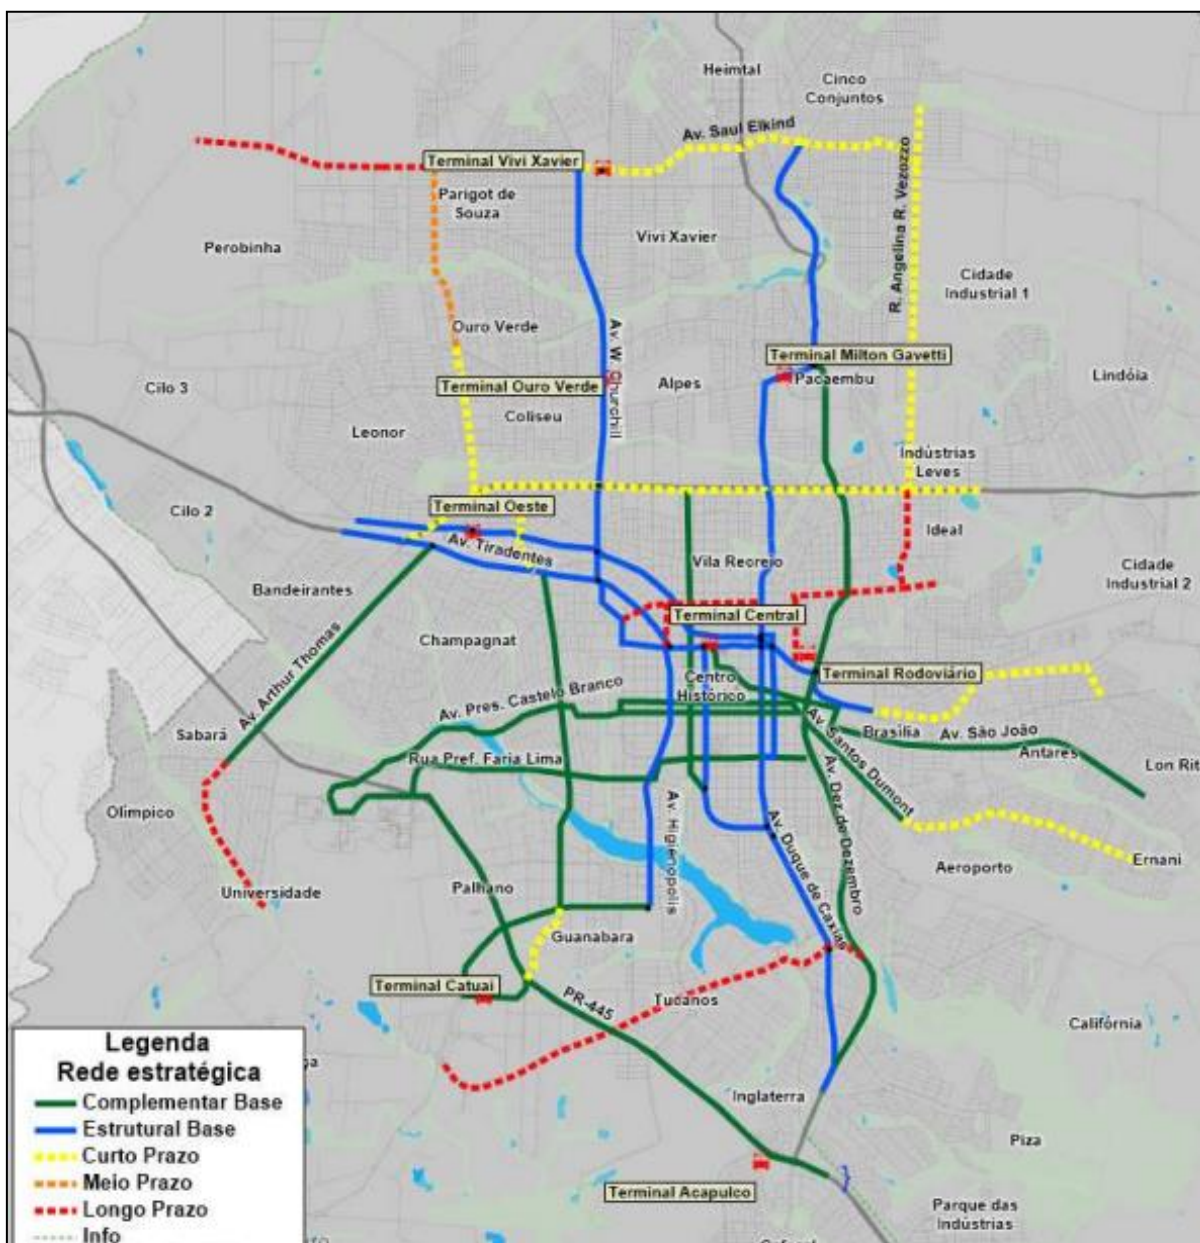 Heimtal
Cinco
Conjuntos
Av. Saul Elkind
Terminal Vivi Xavier
R. Angelina R. Vezozzo
Parigot de
Souza
Vivi Xavier
Perobinha
Cidade
Industrial 1
Ouro Verde
Av. W. Churchill
Terminal Milton Gavetti
Cilo 3
Terminal Ouro Verde
Alpes
Pacaembu
Lindóia
Coliseu
Leonor
Indústrias
Leves
Terminal Oeste
Cilo 2
Ideal
Av. Tiradentes
Vila Recreio
Cidade
Industrial 2
Bandeirantes
Terminal Central
Champagnat
Av. Arthur Thomas
Centro
Histórico
Terminal Rodoviário
Av. Pres. Castelo Branco
Sabará
Av. Santos Dumont
Brasília
Av. São João
Antares
Lon Rit
Rua Pref. Faria Lima
Av. Dez de Dezembro
Olimpico
Av. Higienopolis
Av. Duque de Caxias
Aeroporto
Ernani
Universidade
Palhano
Guanabara
Terminal Catuai
PR-445
Tucanos
Califórnia
Legenda
Rede estratégica
Complementar Base
Estrutural Base
Curto Prazo
Meio Prazo
Longo Prazo
Info
Inglaterra
Piza
Terminal Acapulco
Parque das
Indústrias